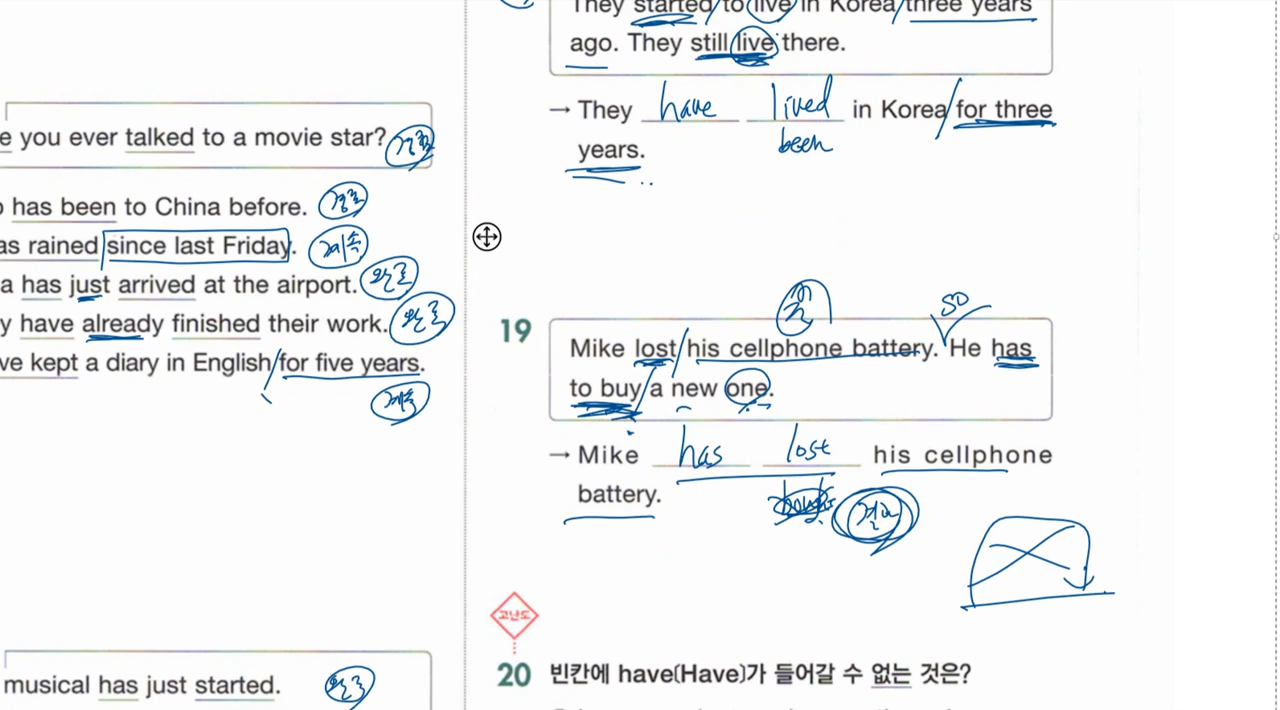 e you ever talked to a movie star? 경험
has been to China before. 경험
as rained since last Friday. 계속
a has just arrived at the airport. 완료
y have already finished their work. 완료
ve kept a diary in English/for five years.
계속
musical has just started. 완료
They started/to live in Korea/three years
ago. They still live there.
→ They have lived in Korea/for three
been
years.
19
so
Mike lost/his cellphone battery. He has
to buy/a new one.
→ Mike has lost his cellphone
battery. 결과
고난도
20 빈칸에 have(Have)가 들어갈 수 없는 것은?